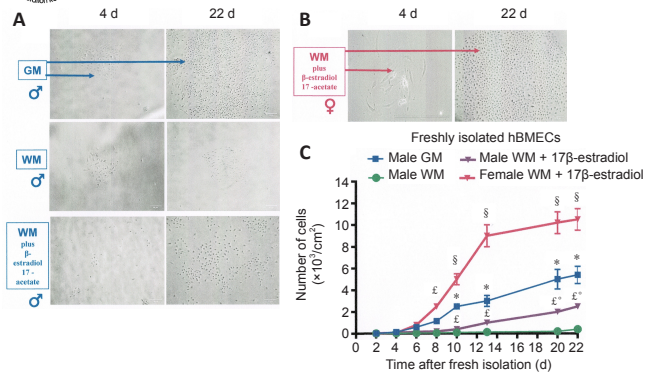 A
4 d
22 d
GM
♂
WM
♂
WM
plus
β-
estradiol
17 -
acetate
♂
B
4 d
22 d
WM
plus
β-estradiol
17 -acetate
♀
Freshly isolated hBMECs
C
Male GM
Male WM + 17β-estradiol
Male WM
Female WM + 17β-estradiol
Number of cells
(×10³/cm²)
14
12
10
8
6
4
2
0
£
§
§
§
§
*
*
*
*
£
£
£*
£*
0 2 4 6 8 10 12 14 16 18 20 22
Time after fresh isolation (d)